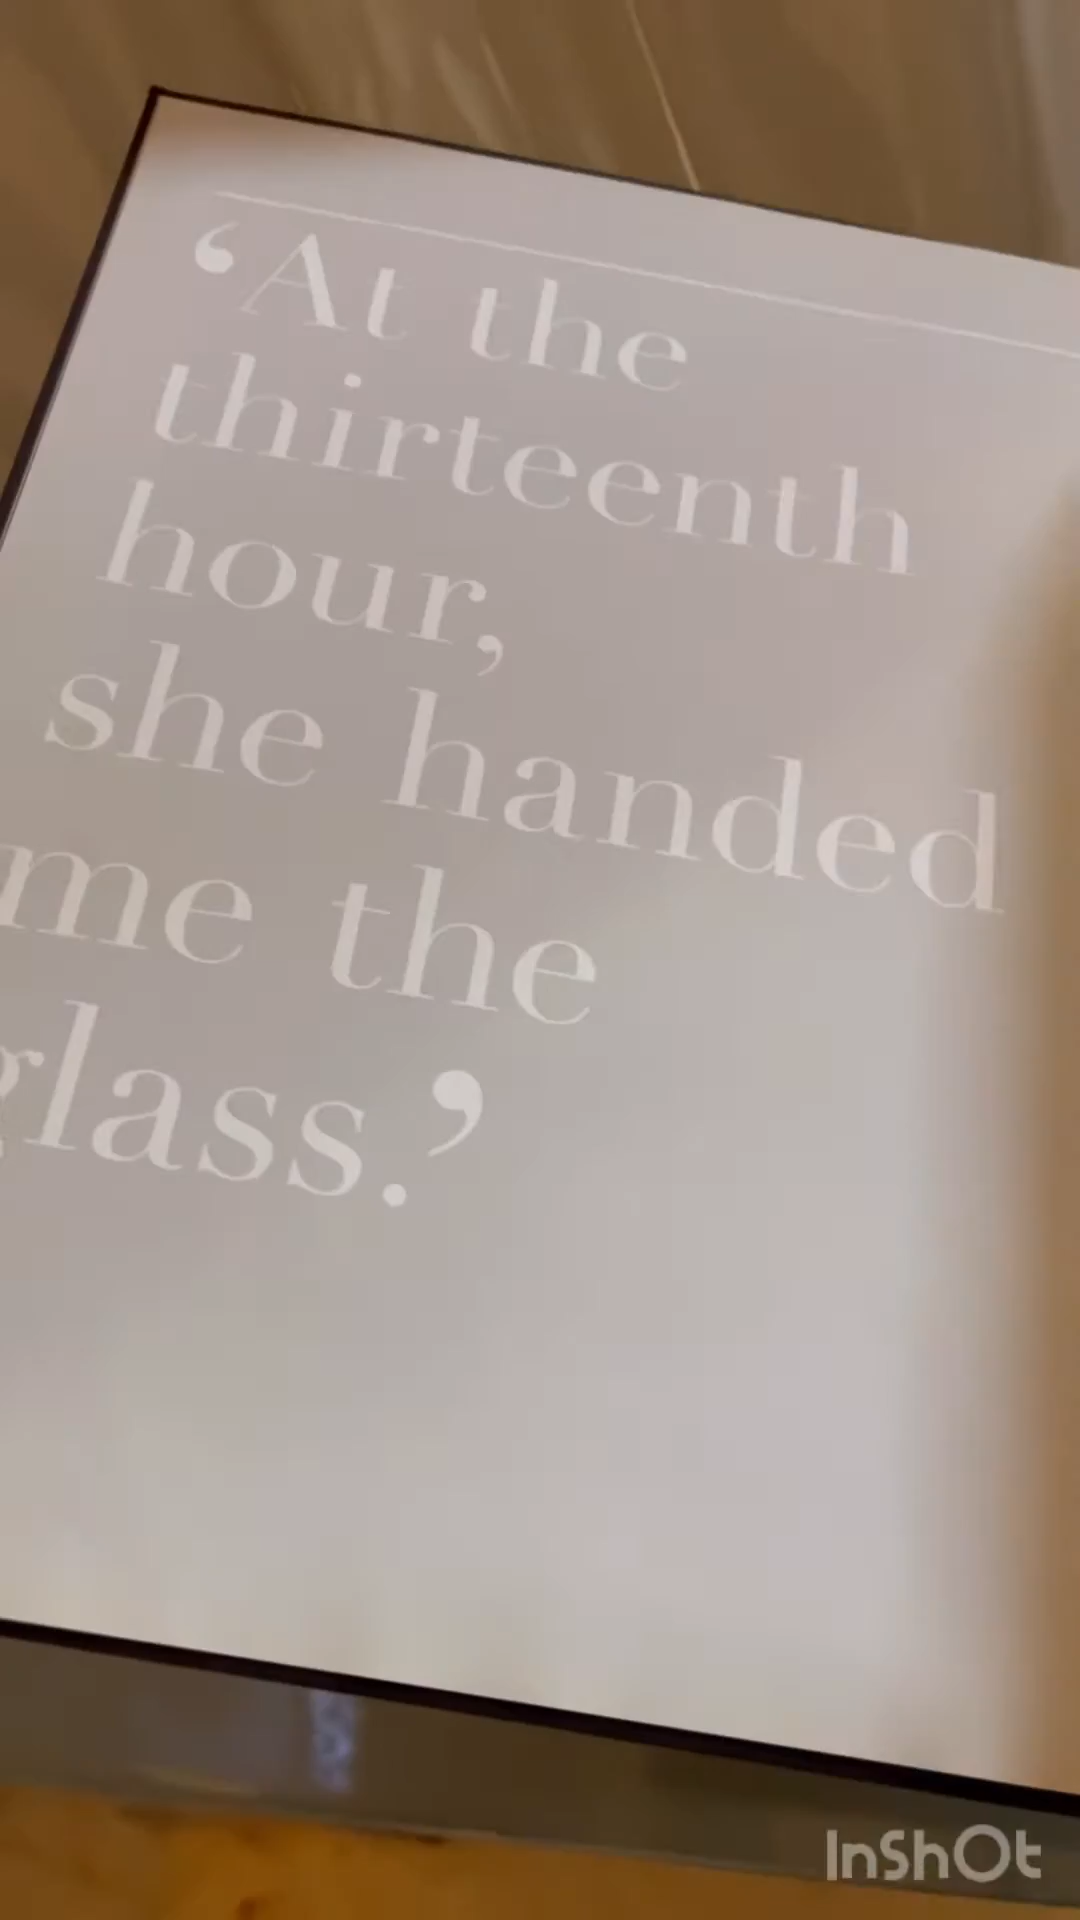 ‘At the
thirteenth
hour,
she handed
me the
glass.’
InShOt